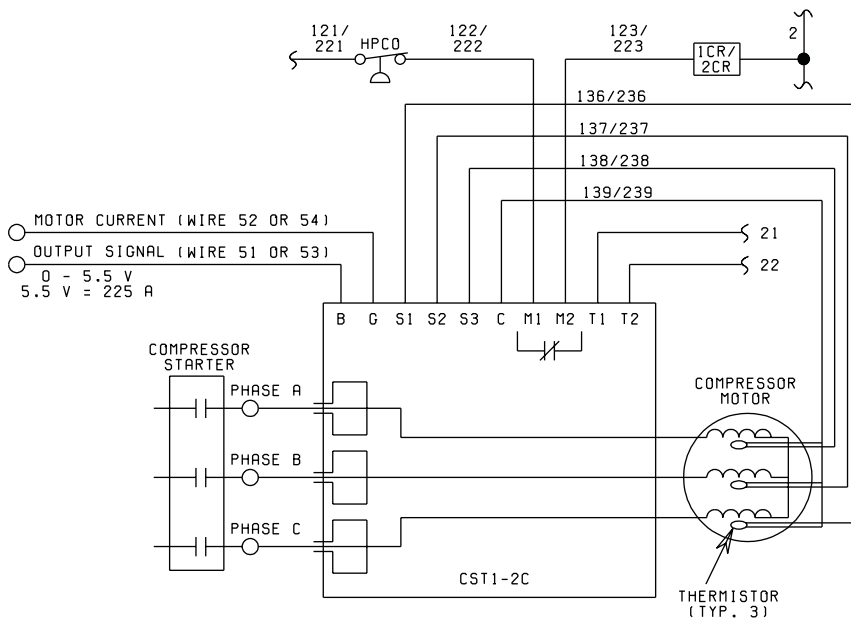 121/
221
HPCO
122/
222
123/
223
1CR/
2CR
2
136/236
137/237
138/238
139/239
MOTOR CURRENT (WIRE 52 OR 54)
OUTPUT SIGNAL (WIRE 51 OR 53)
0 - 5.5 V
5.5 V = 225 A
21
22
B G S1 S2 S3 C M1 M2 T1 T2
COMPRESSOR
STARTER
PHASE A
PHASE B
PHASE C
COMPRESSOR
MOTOR
CST1-2C
THERMISTOR
(TYP. 3)